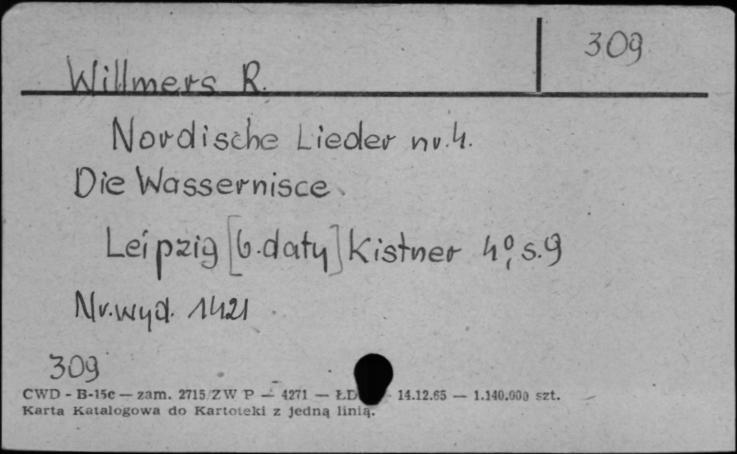 309
Willmers R.
Nordische Lieder nr.4.
Die Wassernisce
Leipzig [b.daty] Kistner 4°, s.9
Nr.wyd. 1421
309
CWD - B-15c — zam. 2715/ZW P — 4271 — ŁD 14.12.65 — 1.140.000 szt.
Karta Katalogowa do Kartoteki z jedną linią.